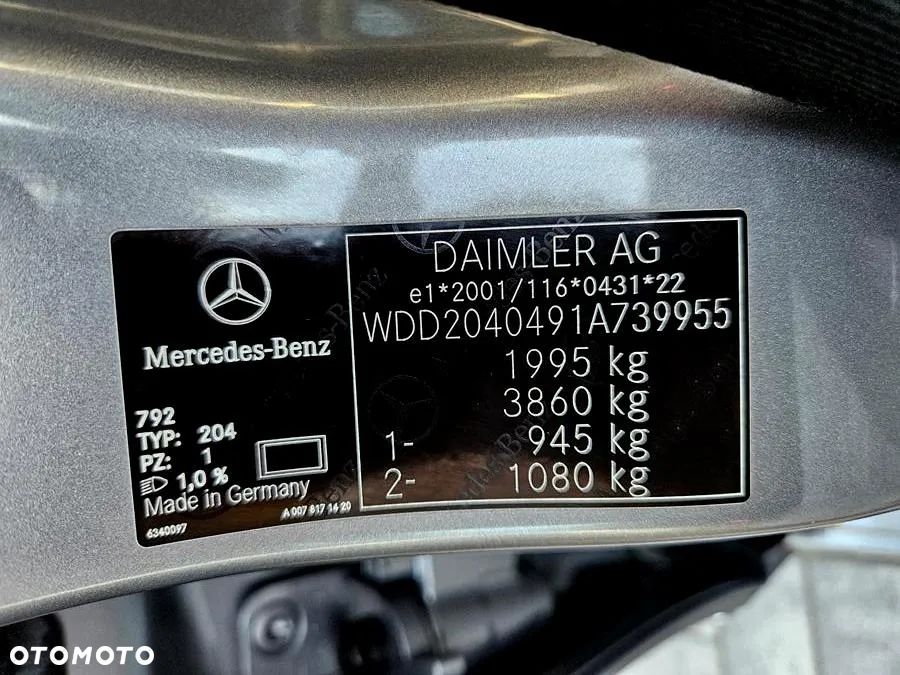 Mercedes-Benz
792
TYP: 204
PZ: 1
1,0 %
Made in Germany
6340097
A 007 817 14 20
DAIMLER AG
e1*2001/116*0431*22
WDD2040491A739955
1995 kg
3860 kg
1- 945 kg
2- 1080 kg
OTOMOTO